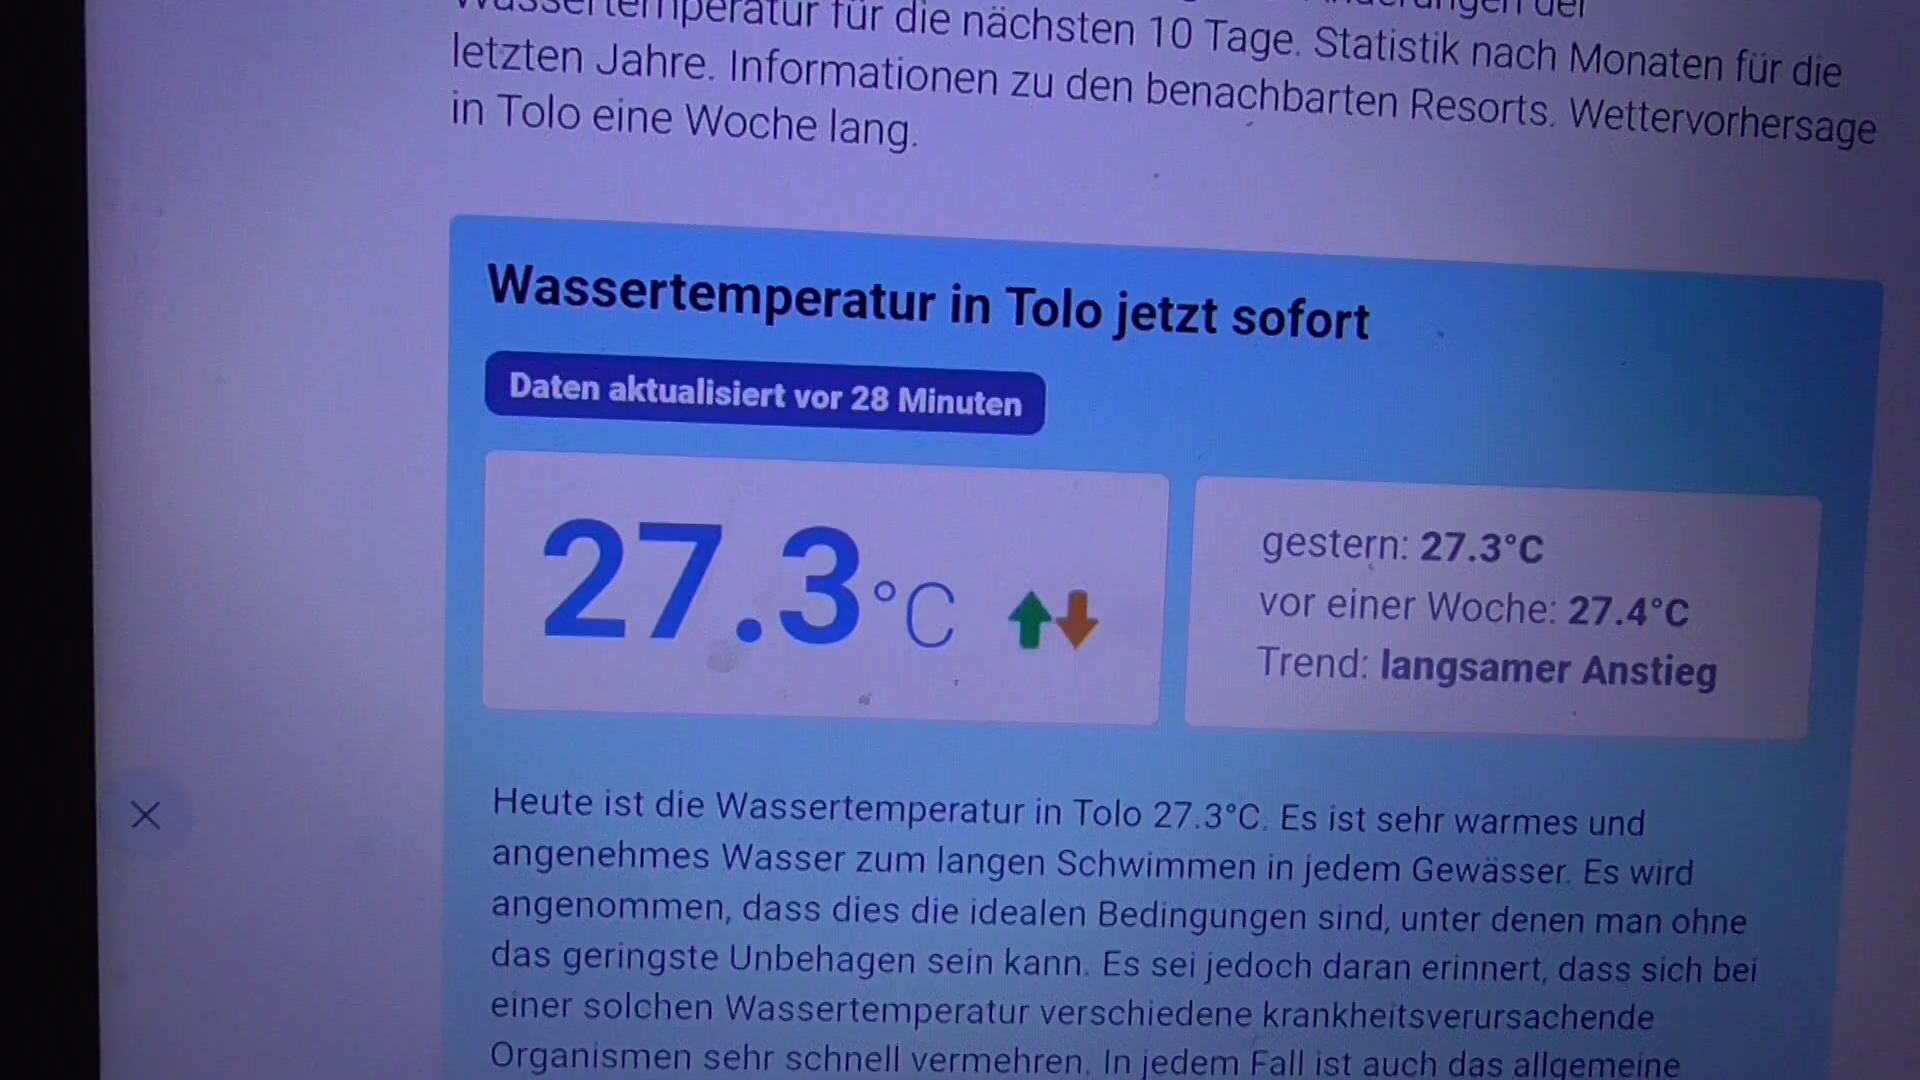 Wassertemperatur für die nächsten 10 Tage. Statistik nach Monaten für die
letzten Jahre. Informationen zu den benachbarten Resorts. Wettervorhersage
in Tolo eine Woche lang.
Wassertemperatur in Tolo jetzt sofort
Daten aktualisiert vor 28 Minuten
27.3°C
gestern: 27.3°C
vor einer Woche: 27.4°C
Trend: langsamer Anstieg
Heute ist die Wassertemperatur in Tolo 27.3°C. Es ist sehr warmes und
angenehmes Wasser zum langen Schwimmen in jedem Gewässer. Es wird
angenommen, dass dies die idealen Bedingungen sind, unter denen man ohne
das geringste Unbehagen sein kann. Es sei jedoch daran erinnert, dass sich bei
einer solchen Wassertemperatur verschiedene krankheitsverursachende
Organismen sehr schnell vermehren. In jedem Fall ist auch das allgemeine